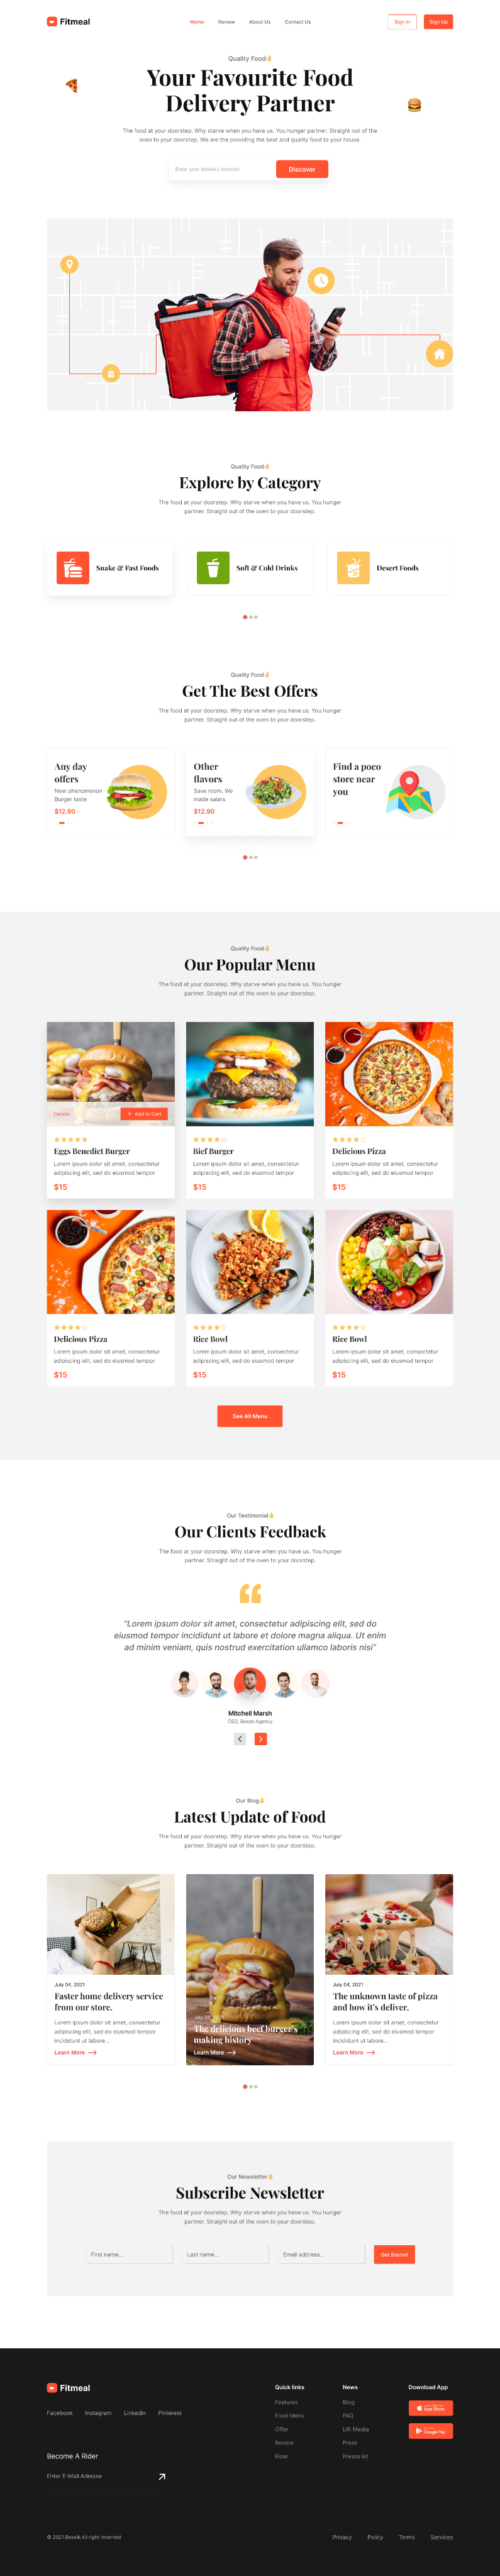 Fitmeal
Home Review About Us Contact Us
Sign In Sign Up
Quality Food👌
Your Favourite Food
Delivery Partner
The food at your doorstep. Why starve when you have us. You hunger partner. Straight out of the
oven to your doorstep. We are the providing the best and quality food to your house.
Enter your delivery location Discover
Quality Food👌
Explore by Category
The food at your doorstep. Why starve when you have us. You hunger
partner. Straight out of the oven to your doorstep.
Snake & Fast Foods
Soft & Cold Drinks
Desert Foods
Quality Food👌
Get The Best Offers
The food at your doorstep. Why starve when you have us. You hunger
partner. Straight out of the oven to your doorstep.
Any day
offers
New phenomenon
Burger taste
$12.90
Other
flavors
Save room. We
made salats
$12.90
Find a poco
store near
you
Quality Food👌
Our Popular Menu
The food at your doorstep. Why starve when you have us. You hunger
partner. Straight out of the oven to your doorstep.
Details + Add to Cart
Eggs Benedict Burger
Lorem ipsum dolor sit amet, consectetur
adipiscing elit, sed do eiusmod tempor
$15
Bief Burger
Lorem ipsum dolor sit amet, consectetur
adipiscing elit, sed do eiusmod tempor
$15
Delicious Pizza
Lorem ipsum dolor sit amet, consectetur
adipiscing elit, sed do eiusmod tempor
$15
Delicious Pizza
Lorem ipsum dolor sit amet, consectetur
adipiscing elit, sed do eiusmod tempor
$15
Rice Bowl
Lorem ipsum dolor sit amet, consectetur
adipiscing elit, sed do eiusmod tempor
$15
Rice Bowl
Lorem ipsum dolor sit amet, consectetur
adipiscing elit, sed do eiusmod tempor
$15
See All Menu
Our Testimonial👌
Our Clients Feedback
The food at your doorstep. Why starve when you have us. You hunger
partner. Straight out of the oven to your doorstep.
“Lorem ipsum dolor sit amet, consectetur adipiscing elit, sed do
eiusmod tempor incididunt ut labore et dolore magna aliqua. Ut enim
ad minim veniam, quis nostrud exercitation ullamco laboris nisi”
Mitchell Marsh
CEO, Bexon Agency
Our Blog👌
Latest Update of Food
The food at your doorstep. Why starve when you have us. You hunger
partner. Straight out of the oven to your doorstep.
July 04, 2021
Faster home delivery service
from our store.
Lorem ipsum dolor sit amet, consectetur
adipiscing elit, sed do eiusmod tempor
incididunt ut labore...
Learn More
The delicious beef burger's
making history
Learn More
July 04, 2021
The unknown taste of pizza
and how it's deliver.
Lorem ipsum dolor sit amet, consectetur
adipiscing elit, sed do eiusmod tempor
incididunt ut labore...
Learn More
Our Newsletter👌
Subscribe Newsletter
The food at your doorstep. Why starve when you have us. You hunger
partner. Straight out of the oven to your doorstep.
First name... Last name... Email address... Get Started
Fitmeal
Facebook Instagram Linkedin Pinterest
Become A Rider
Enter E-Mail Adresse
Quick links
Features
Food Menu
Offer
Review
Rizer
News
Blog
FAQ
Lift Media
Press
Presse kit
Download App
App Store
Google Play
© 2021 Besnik.All right reserved
Privacy Policy Terms Services